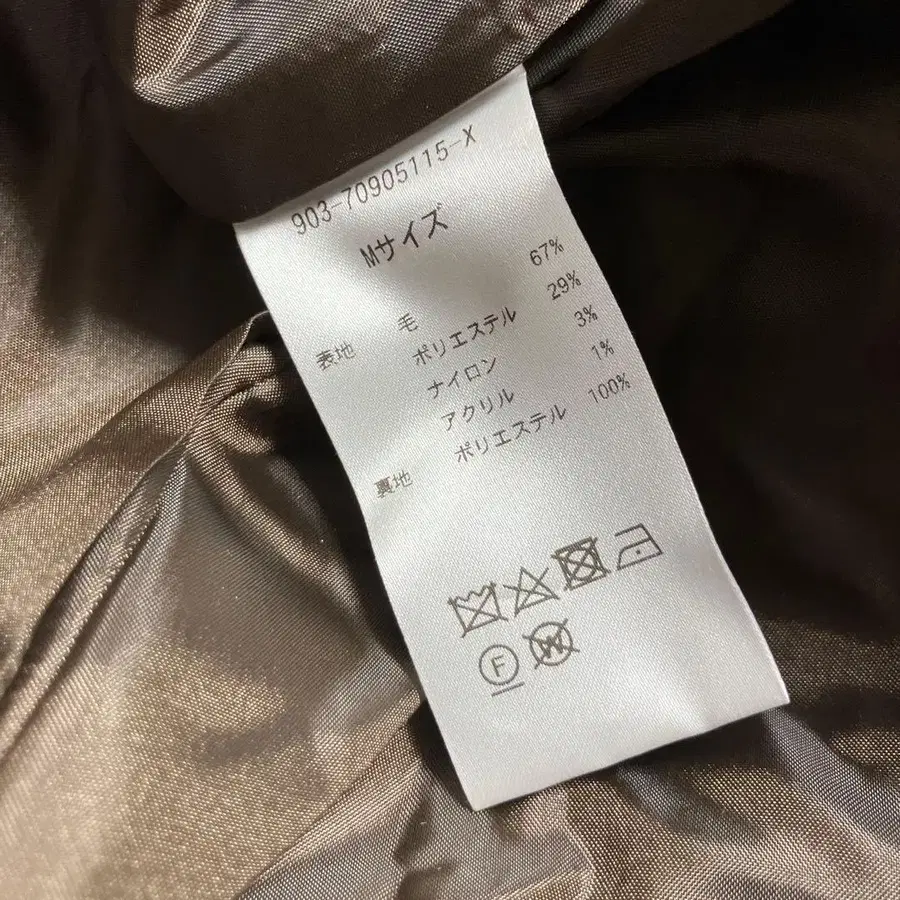 903-70905115-X
Mサイズ
表地 毛 67%
ポリエステル 29%
ナイロン 3%
アクリル 1%
裏地 ポリエステル 100%
F
W